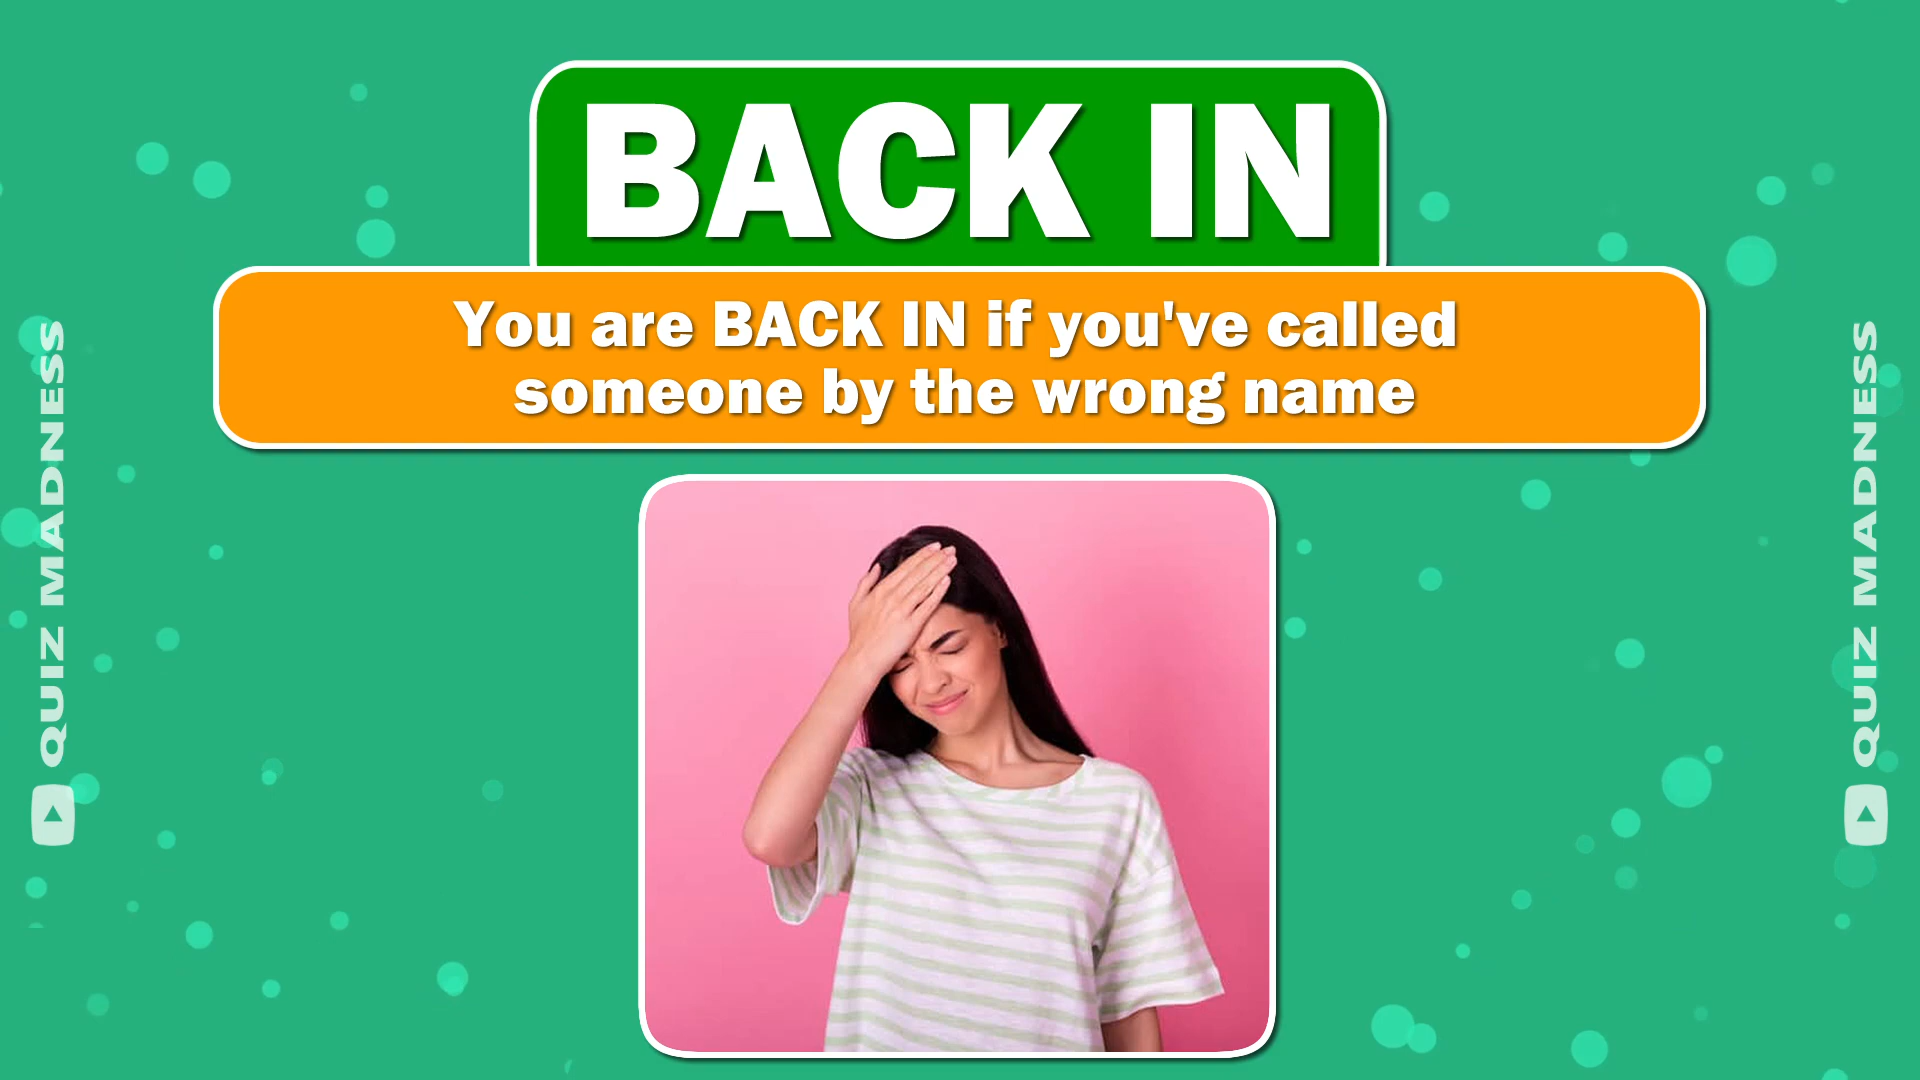 BACK IN
You are BACK IN if you've called
someone by the wrong name
QUIZ MADNESS
QUIZ MADNESS